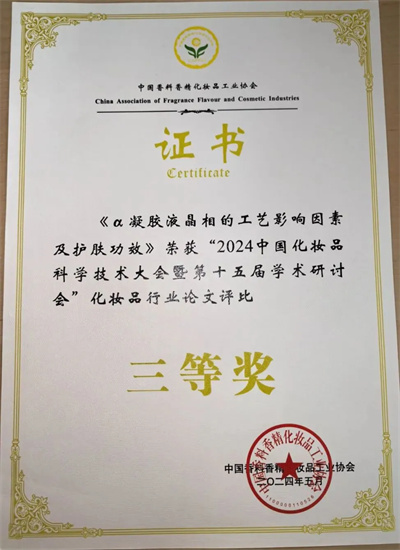 中国香料香精化妆品工业协会
China Association of Fragrance Flavour and Cosmetic Industries
证书
Certificate
《α凝胶液晶相的工艺影响因素
及护肤功效》荣获“2024中国化妆品
科学技术大会暨第十五届学术研讨
会”化妆品行业论文评比
三等奖
中国香料香精化妆品工业协会
二〇二四年五月